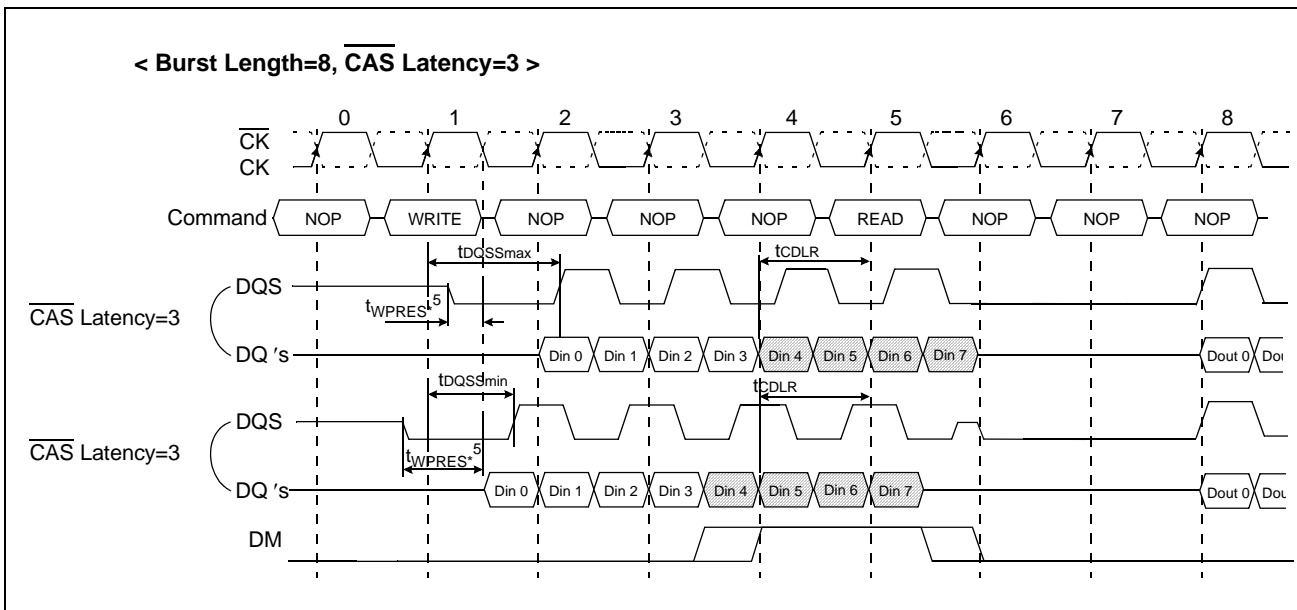 < Burst Length=8, CAS Latency=3 >
0 1 2 3 4 5 6 7 8
CK
CK
Command NOP WRITE NOP NOP NOP READ NOP NOP NOP
tDQSSmax tCDLR
DQS
tWPRES*5
CAS Latency=3
DQ 's Din 0 Din 1 Din 2 Din 3 Din 4 Din 5 Din 6 Din 7 Dout 0 Dou
tDQSSmin tCDLR
DQS
CAS Latency=3
tWPRES*5
DQ 's Din 0 Din 1 Din 2 Din 3 Din 4 Din 5 Din 6 Din 7 Dout 0 Dou
DM